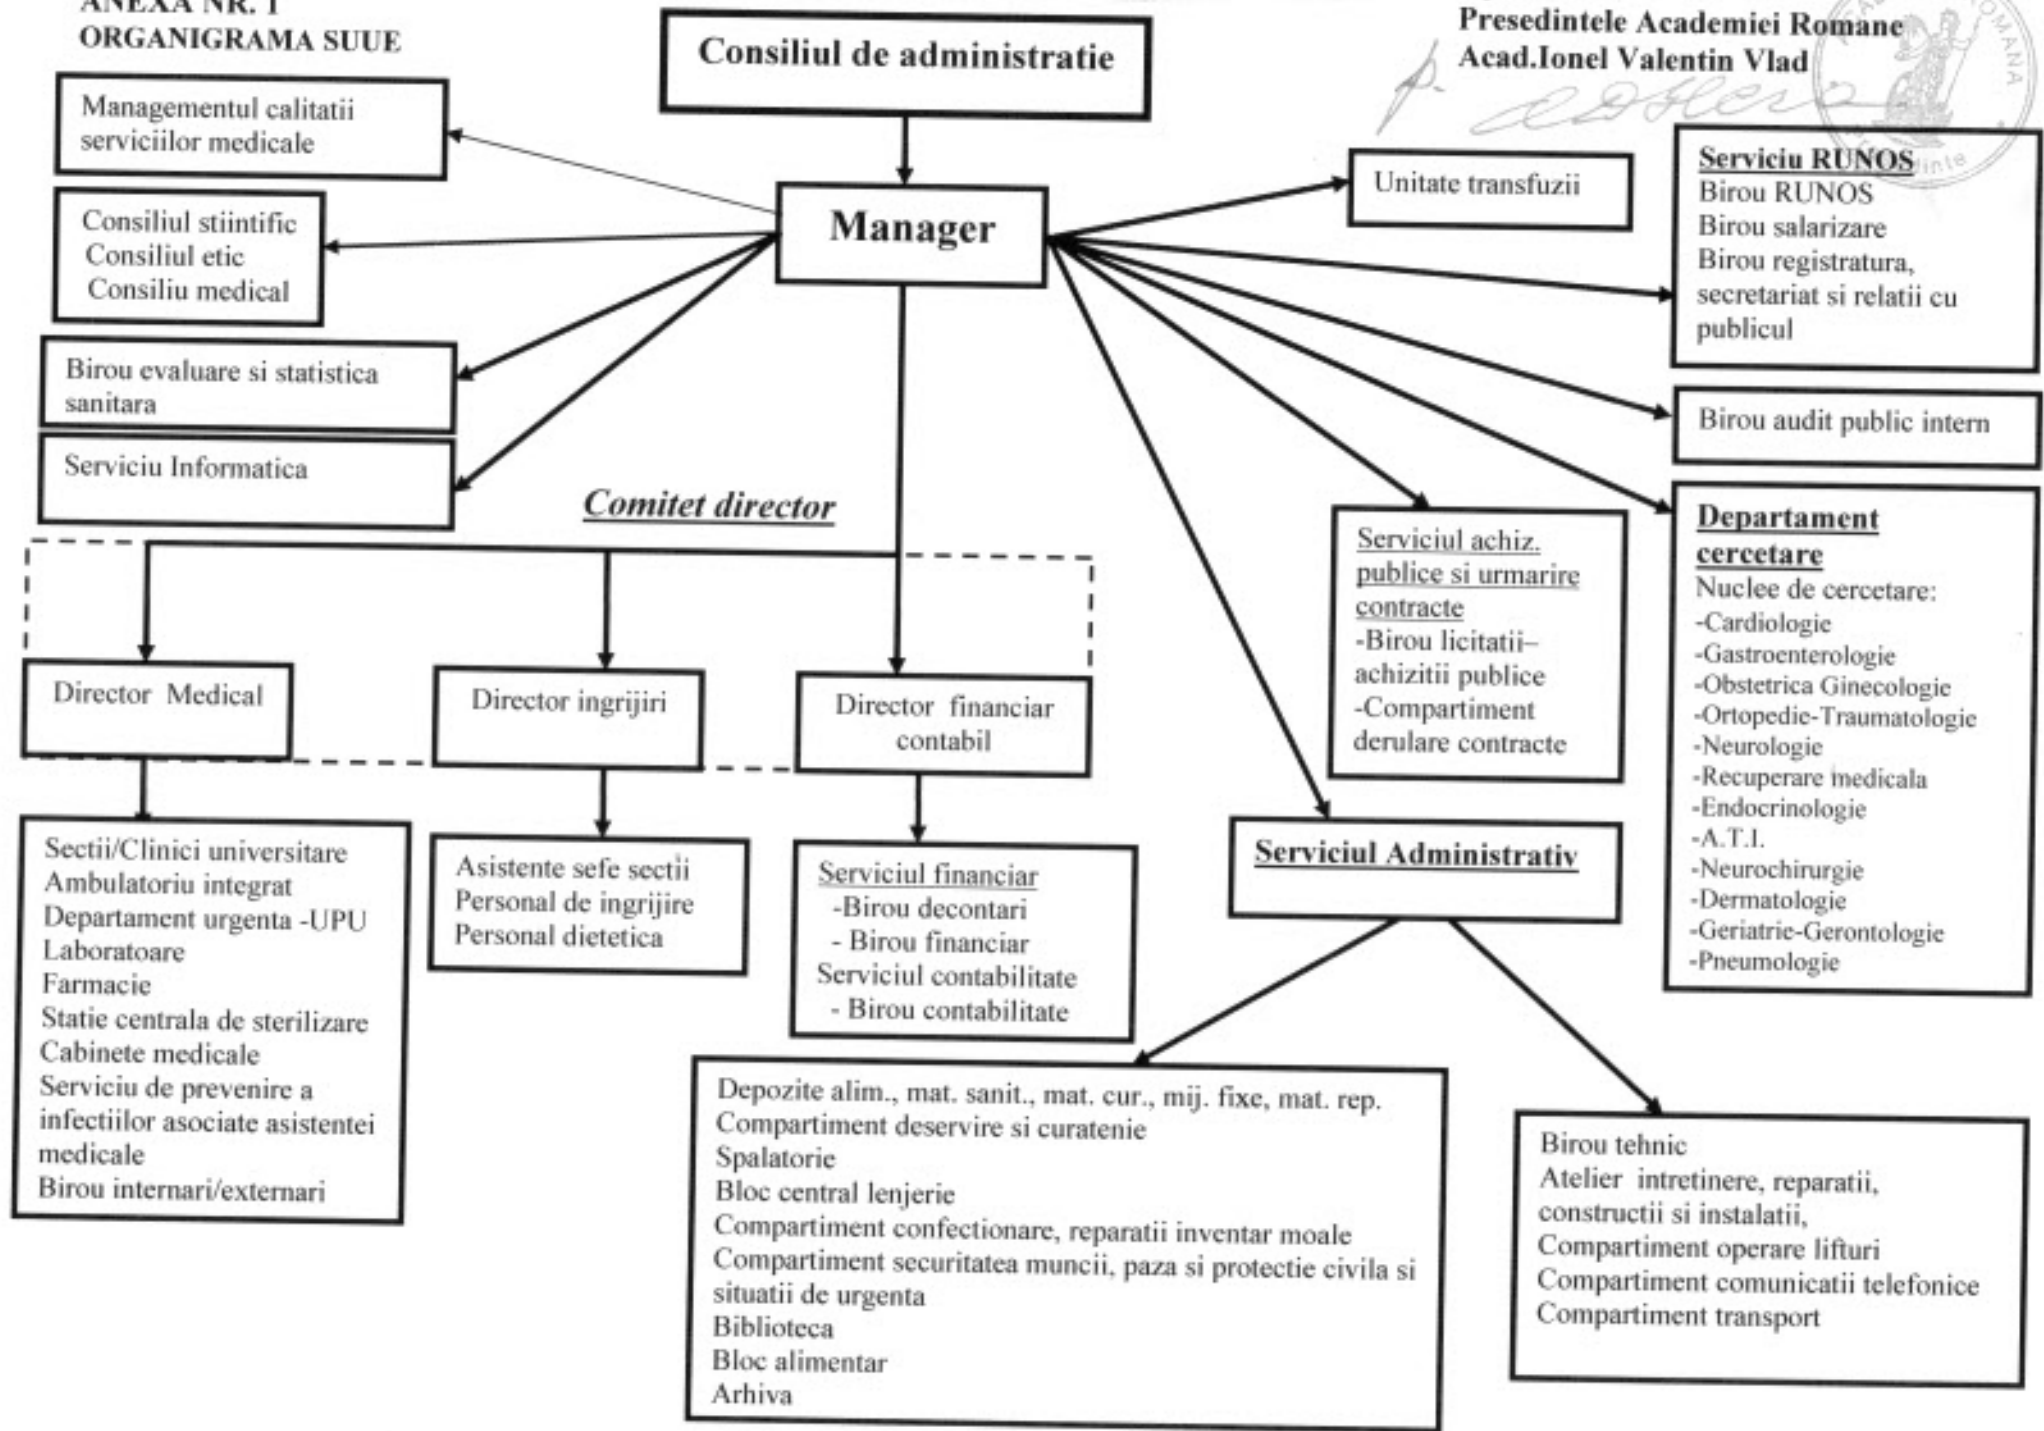 ANEXA NR. 1
ORGANIGRAMA SUUE
Consiliul de administratie
Presedintele Academiei Romane
Acad.Ionel Valentin Vlad
Managementul calitatii
serviciilor medicale
Consiliul stiintific
Consiliul etic
Consiliu medical
Birou evaluare si statistica
sanitara
Serviciu Informatica
Manager
Unitate transfuzii
Serviciu RUNOS
Birou RUNOS
Birou salarizare
Birou registratura,
secretariat si relatii cu
publicul
Birou audit public intern
Departament
cercetare
Nuclee de cercetare:
-Cardiologie
-Gastroenterologie
-Obstetrica Ginecologie
-Ortopedie-Traumatologie
-Neurologie
-Recuperare medicala
-Endocrinologie
-A.T.I.
-Neurochirurgie
-Dermatologie
-Geriatrie-Gerontologie
-Pneumologie
Serviciul achiz.
publice si urmarire
contracte
-Birou licitatii–
achizitii publice
-Compartiment
derulare contracte
Comitet director
Director Medical
Director ingrijiri
Director financiar
contabil
Sectii/Clinici universitare
Ambulatoriu integrat
Departament urgenta -UPU
Laboratoare
Farmacie
Statie centrala de sterilizare
Cabinete medicale
Serviciu de prevenire a
infectiilor asociate asistentei
medicale
Birou internari/externari
Asistente sefe sectii
Personal de ingrijire
Personal dietetica
Serviciul financiar
-Birou decontari
- Birou financiar
Serviciul contabilitate
- Birou contabilitate
Serviciul Administrativ
Depozite alim., mat. sanit., mat. cur., mij. fixe, mat. rep.
Compartiment deservire si curatenie
Spalatorie
Bloc central lenjerie
Compartiment confectionare, reparatii inventar moale
Compartiment securitatea muncii, paza si protectie civila si
situatii de urgenta
Biblioteca
Bloc alimentar
Arhiva
Birou tehnic
Atelier intretinere, reparatii,
constructii si instalatii,
Compartiment operare lifturi
Compartiment comunicatii telefonice
Compartiment transport